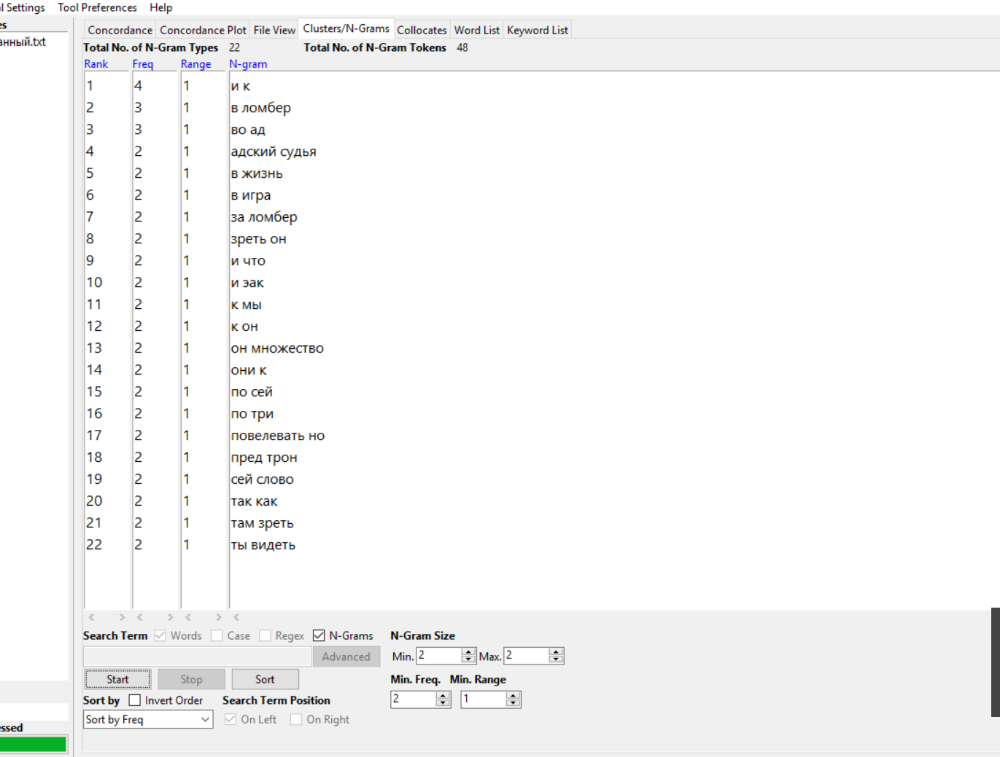 l Settings Tool Preferences Help
es
Concordance Concordance Plot File View Clusters/N-Grams Collocates Word List Keyword List
анный.txt
Total No. of N-Gram Types 22 Total No. of N-Gram Tokens 48
Rank Freq Range N-gram
1 4 1 и к
2 3 1 в ломбер
3 3 1 во ад
4 2 1 адский судья
5 2 1 в жизнь
6 2 1 в игра
7 2 1 за ломбер
8 2 1 зреть он
9 2 1 и что
10 2 1 и эак
11 2 1 к мы
12 2 1 к он
13 2 1 он множество
14 2 1 они к
15 2 1 по сей
16 2 1 по три
17 2 1 повелевать но
18 2 1 пред трон
19 2 1 сей слово
20 2 1 так как
21 2 1 там зреть
22 2 1 ты видеть
Search Term Words Case Regex N-Grams N-Gram Size
Advanced Min. 2 Max. 2
Start Stop Sort Min. Freq. Min. Range
2 1
Sort by Invert Order Search Term Position
Sort by Freq On Left On Right
essed